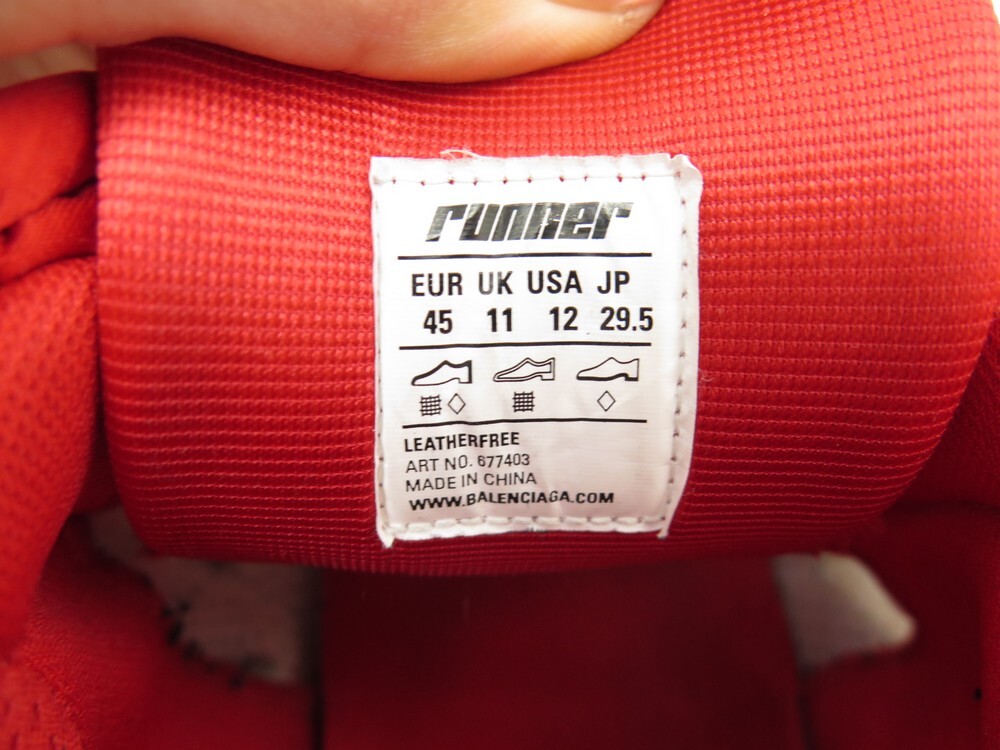 runner
EUR UK USA JP
45 11 12 29.5
LEATHERFREE
ART NO. 677403
MADE IN CHINA
WWW.BALENCIAGA.COM